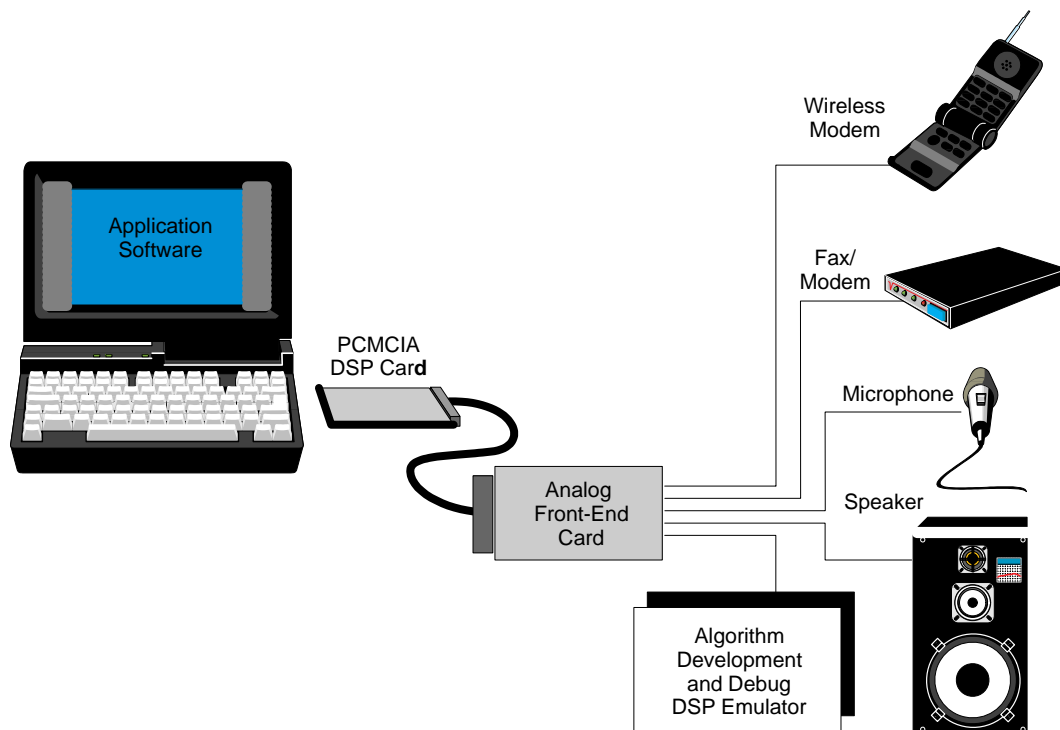 Wireless
Modem
Application
Software
Fax/
Modem
PCMCIA
DSP Card
Microphone
Analog
Front-End
Card
Speaker
Algorithm
Development
and Debug
DSP Emulator